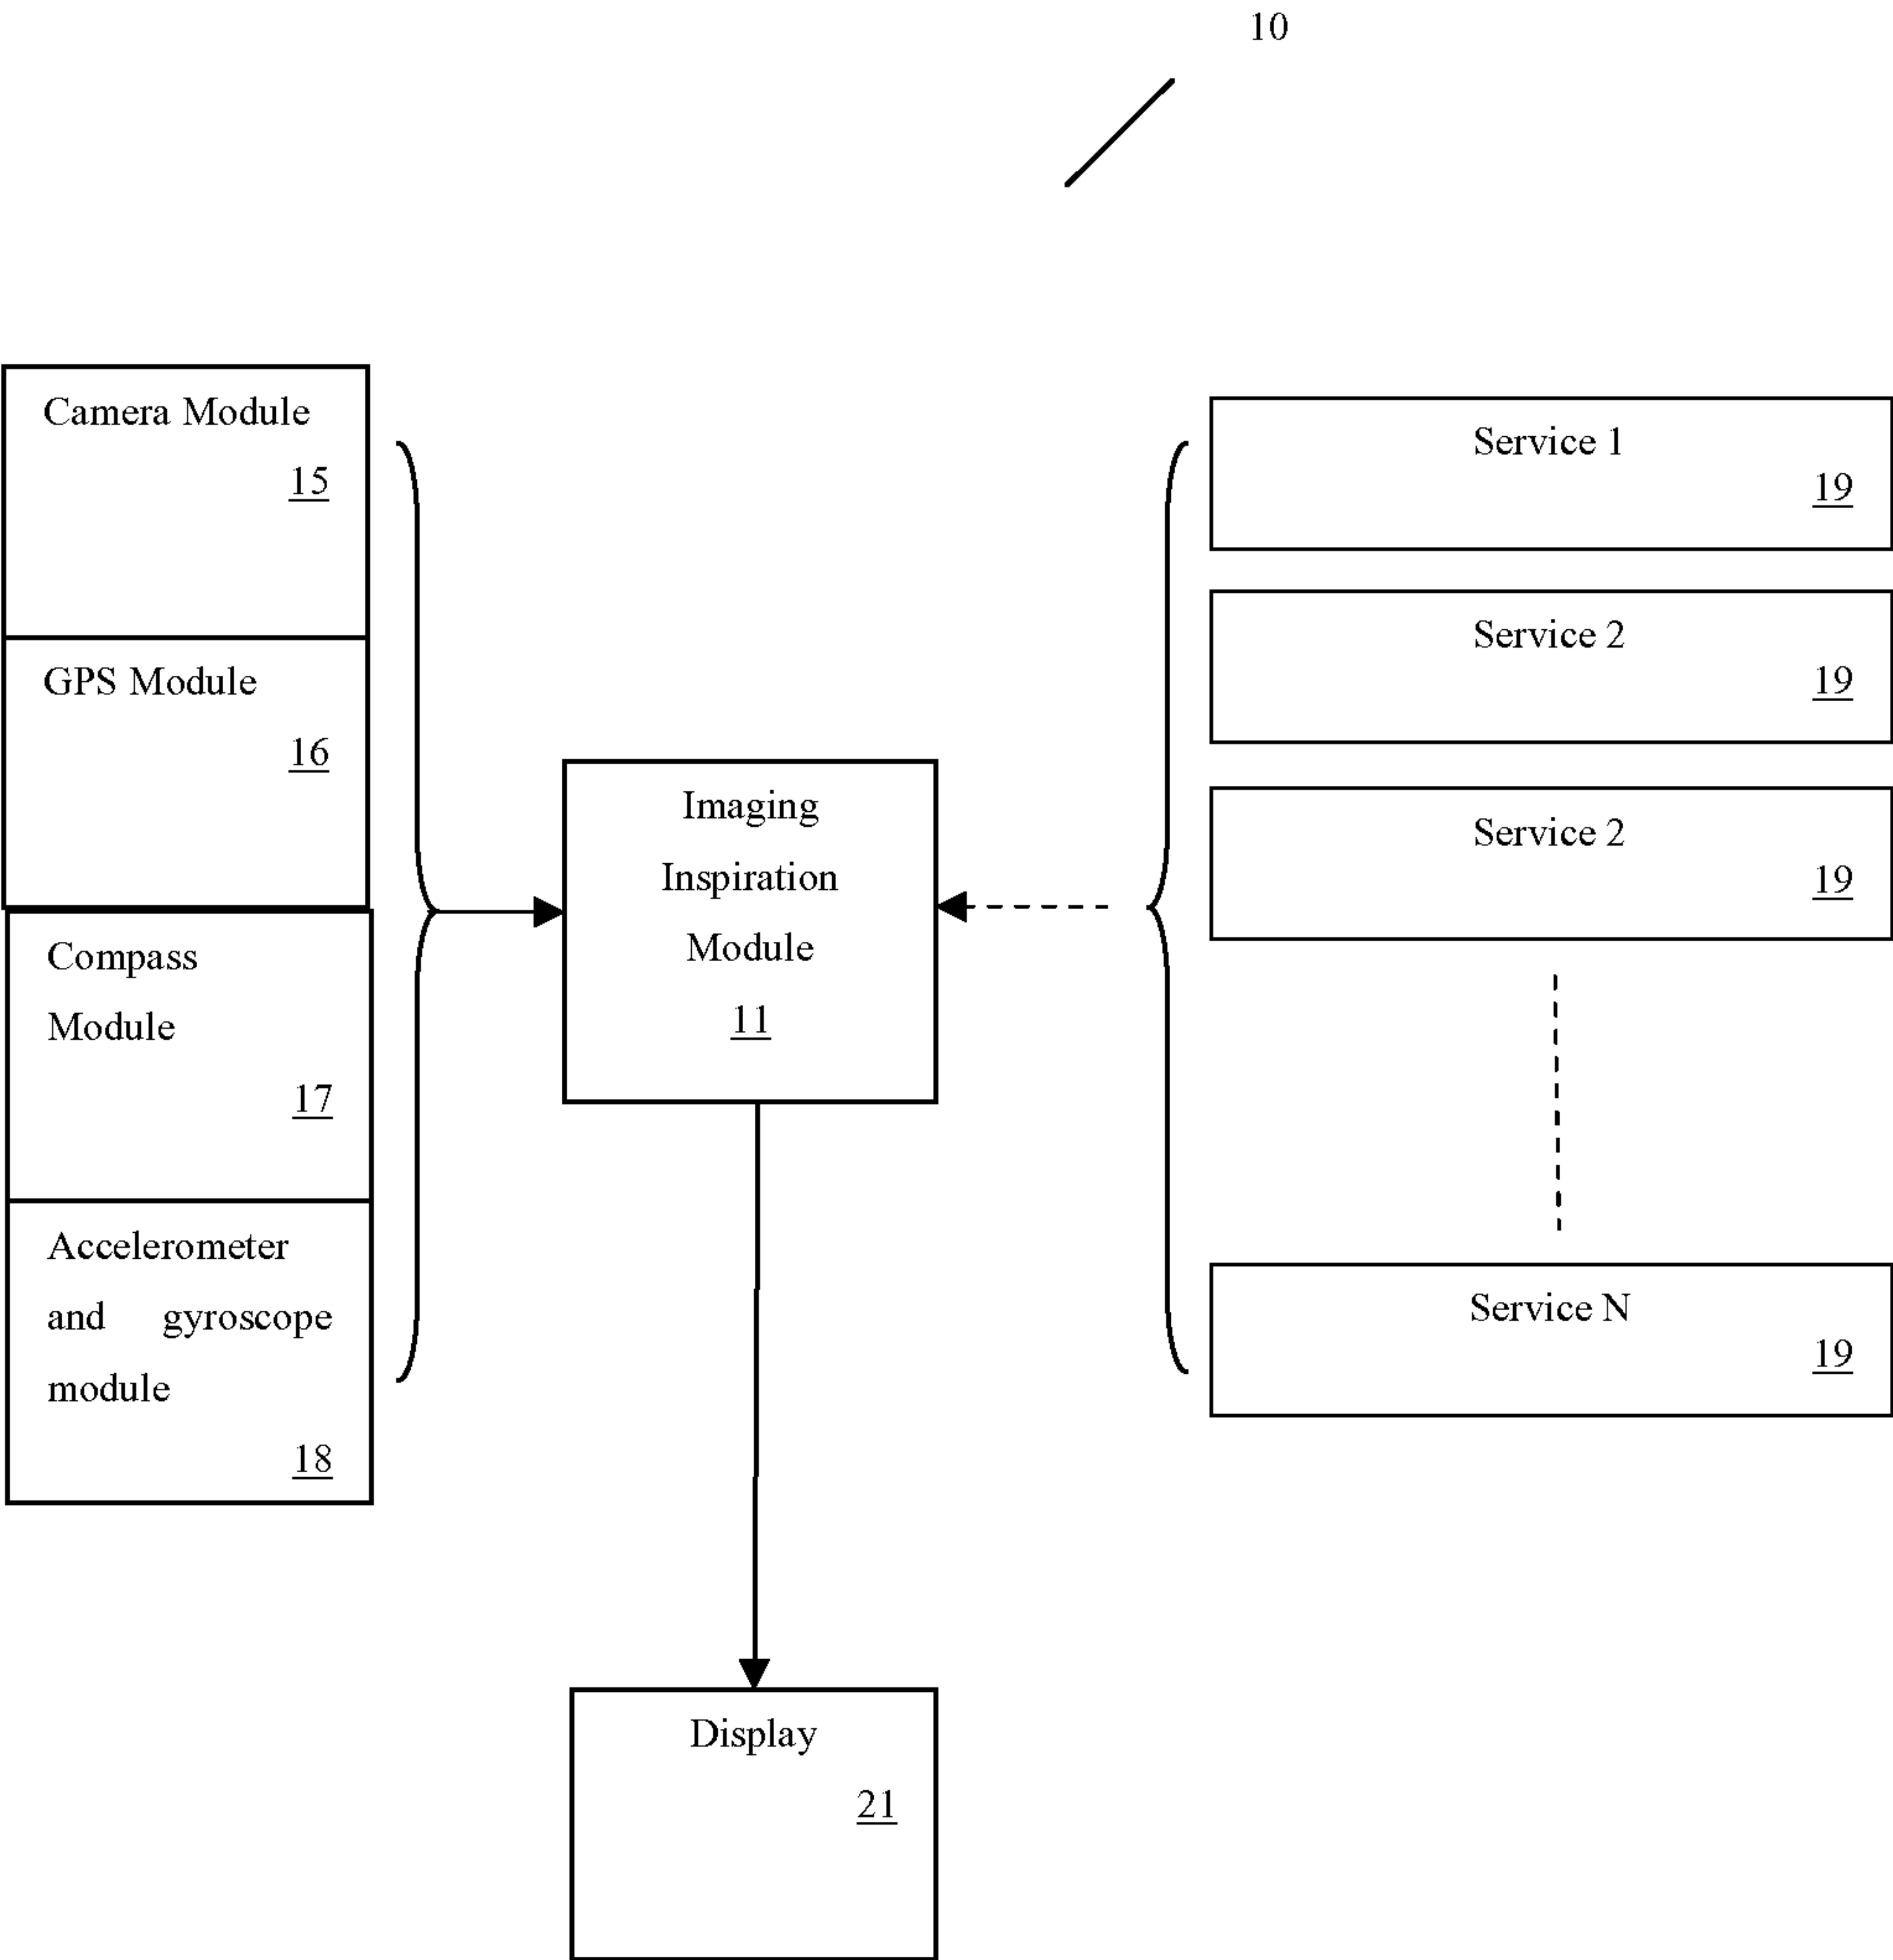 10
Camera Module
15
GPS Module
16
Compass
Module
17
Accelerometer
and gyroscope
module
18
Imaging
Inspiration
Module
11
Service 1
19
Service 2
19
Service 2
19
Service N
19
Display
21